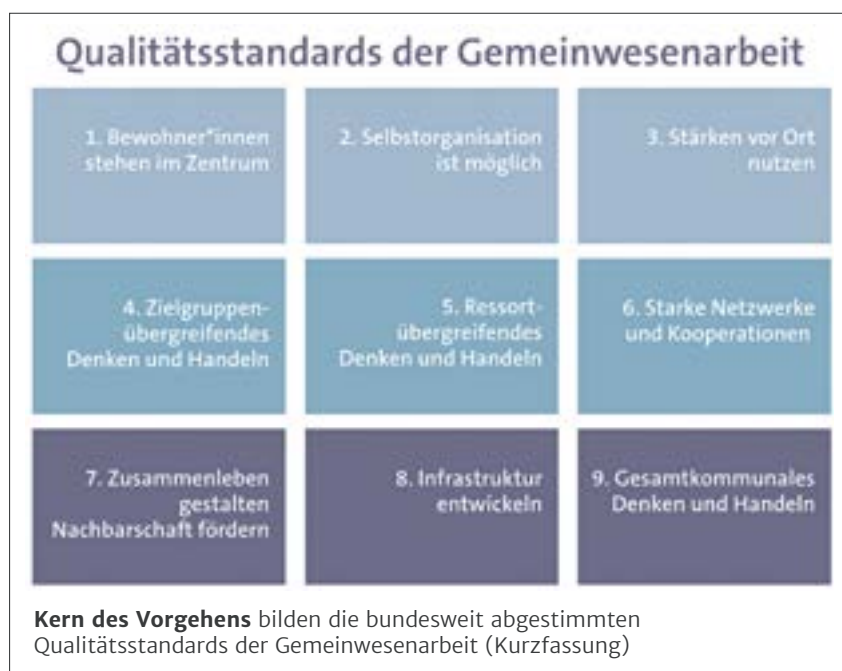 Qualitätsstandards der Gemeinwesenarbeit
1. Bewohner*innen
stehen im Zentrum
2. Selbstorganisation
ist möglich
3. Stärken vor Ort
nutzen
4. Zielgruppen-
übergreifendes
Denken und Handeln
5. Ressort-
übergreifendes
Denken und Handeln
6. Starke Netzwerke
und Kooperationen
7. Zusammenleben
gestalten
Nachbarschaft fördern
8. Infrastruktur
entwickeln
9. Gesamtkommunales
Denken und Handeln
Kern des Vorgehens bilden die bundesweit abgestimmten
Qualitätsstandards der Gemeinwesenarbeit (Kurzfassung)